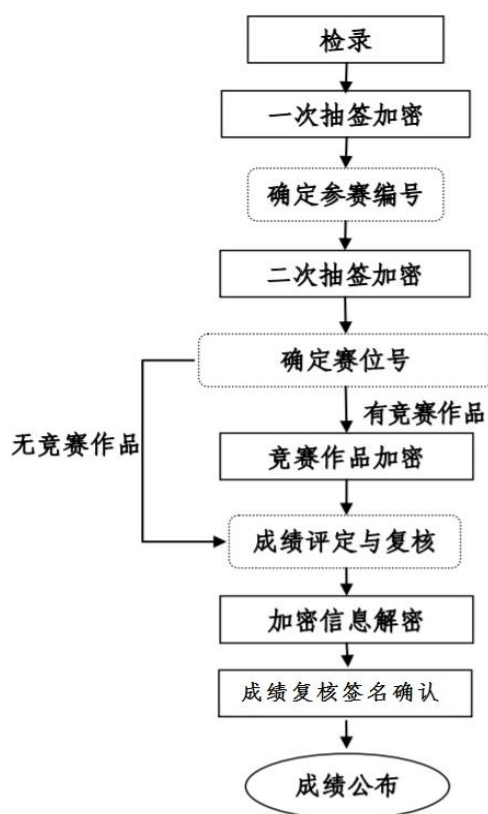 检录
一次抽签加密
确定参赛编号
二次抽签加密
确定赛位号
有竞赛作品
无竞赛作品
竞赛作品加密
成绩评定与复核
加密信息解密
成绩复核签名确认
成绩公布